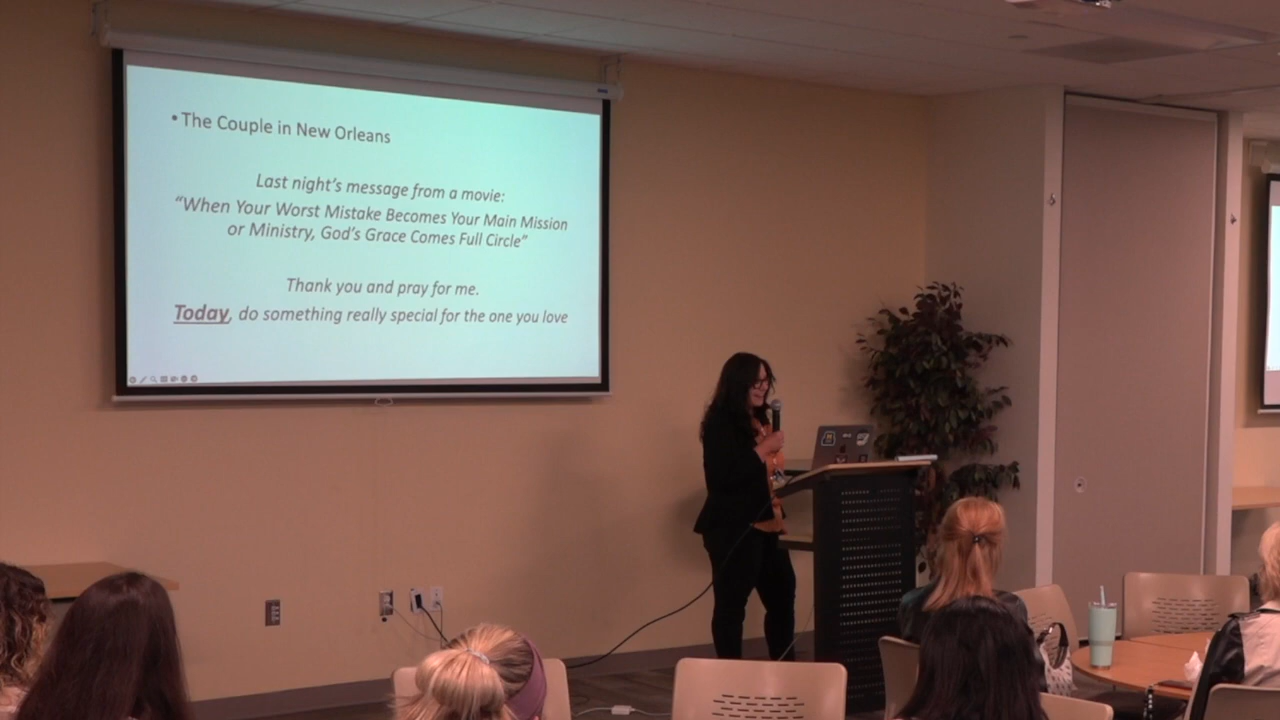 • The Couple in New Orleans
Last night's message from a movie:
“When Your Worst Mistake Becomes Your Main Mission
or Ministry, God's Grace Comes Full Circle”
Thank you and pray for me.
Today, do something really special for the one you love